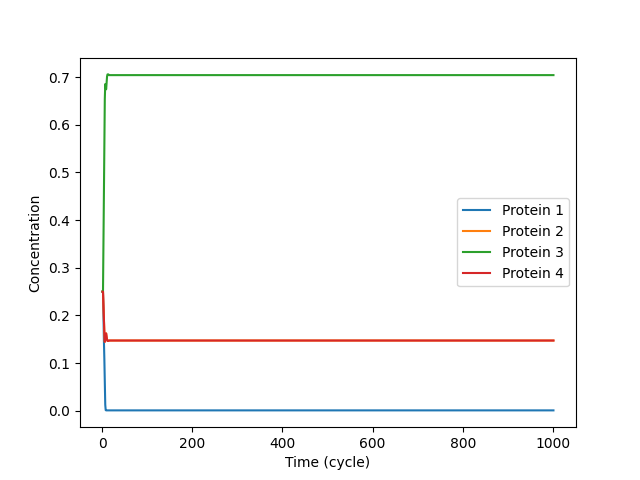 0.7
0.6
0.5
0.4
0.3
0.2
0.1
0.0
Concentration
0 200 400 600 800 1000
Time (cycle)
Protein 1
Protein 2
Protein 3
Protein 4